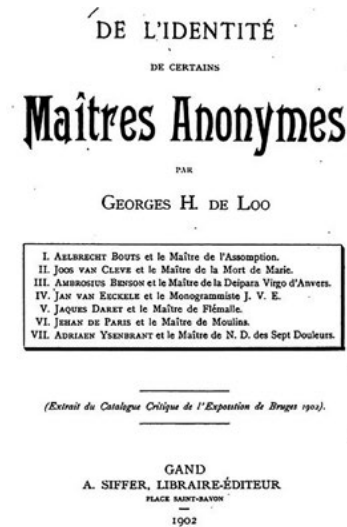 DE L'IDENTITÉ
DE CERTAINS
Maîtres Anonymes
PAR
GEORGES H. DE LOO
I. AELBRECHT BOUTS et le Maître de l'Assomption.
II. JOOS VAN CLEVE et le Maître de la Mort de Marie.
III. AMBROSIUS BENSON et le Maître de la Deipara Virgo d'Anvers.
IV. JAN VAN EECKELE et le Monogrammiste J. V. E.
V. JAQUES DARET et le Maître de Flémalle.
VI. JEHAN DE PARIS et le Maître de Moulins.
VII. ADRIAEN YSENBRANT et le Maître de N. D. des Sept Douleurs.
(Extrait du Catalogue Critique de l'Exposition de Bruges 1902).
GAND
A. SIFFER, LIBRAIRE-ÉDITEUR
PLACE SAINT-BAVON
1902